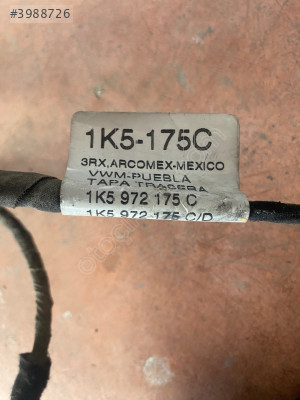 #3988726
1K5-175C
3RX.ARCOMEX-MEXICO
VWM-PUEBLA
TAPA TRASERA
1K5 972 175 C
1K5 972 175 C/D